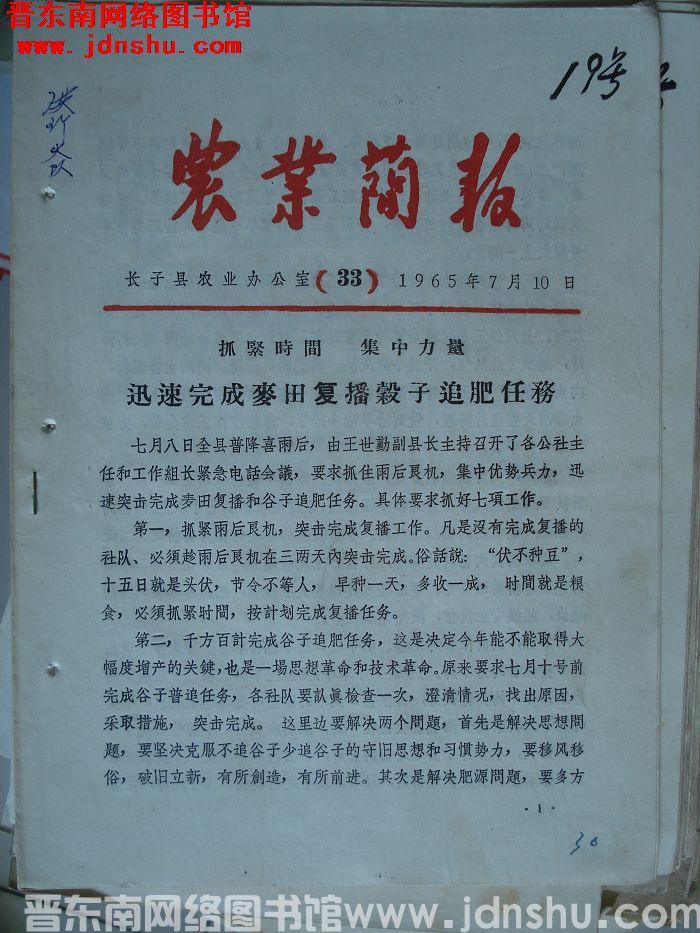 晋东南网络图书馆
www.jdnshu.com
19号
農業簡報
长子县农业办公室(33)1965年7月10日
抓緊時間 集中力量
迅速完成麥田复播穀子追肥任務
七月八日全县普降喜雨后，由王世勤副县长主持召开了各公社主
任和工作組长紧急电話会議，要求抓住雨后良机，集中优势兵力，迅
速突击完成麦田复播和谷子追肥任务。具体要求抓好七項工作。
第一，抓紧雨后良机，突击完成复播工作。凡是沒有完成复播的
社队、必須趁雨后良机在三两天內突击完成。俗話說：“伏不种豆”，
十五日就是头伏，节令不等人，早种一天，多收一成，时間就是粮
食，必須抓紧时間，按計划完成复播任务。
第二，千方百計完成谷子追肥任务，这是决定今年能不能取得大
幅度增产的关鍵，也是一場思想革命和技术革命。原来要求七月十号前
完成谷子普追任务，各社队要認眞檢查一次，澄清情况，找出原因，
采取措施，突击完成。这里边要解决两个問題，首先是解决思想問
題，要坚决克服不追谷子少追谷子的守旧思想和习慣势力，要移风移
俗，破旧立新，有所創造，有所前进。其次是解决肥源問題，要多方
·1·
30
晋东南网络图书馆www.jdnshu.com